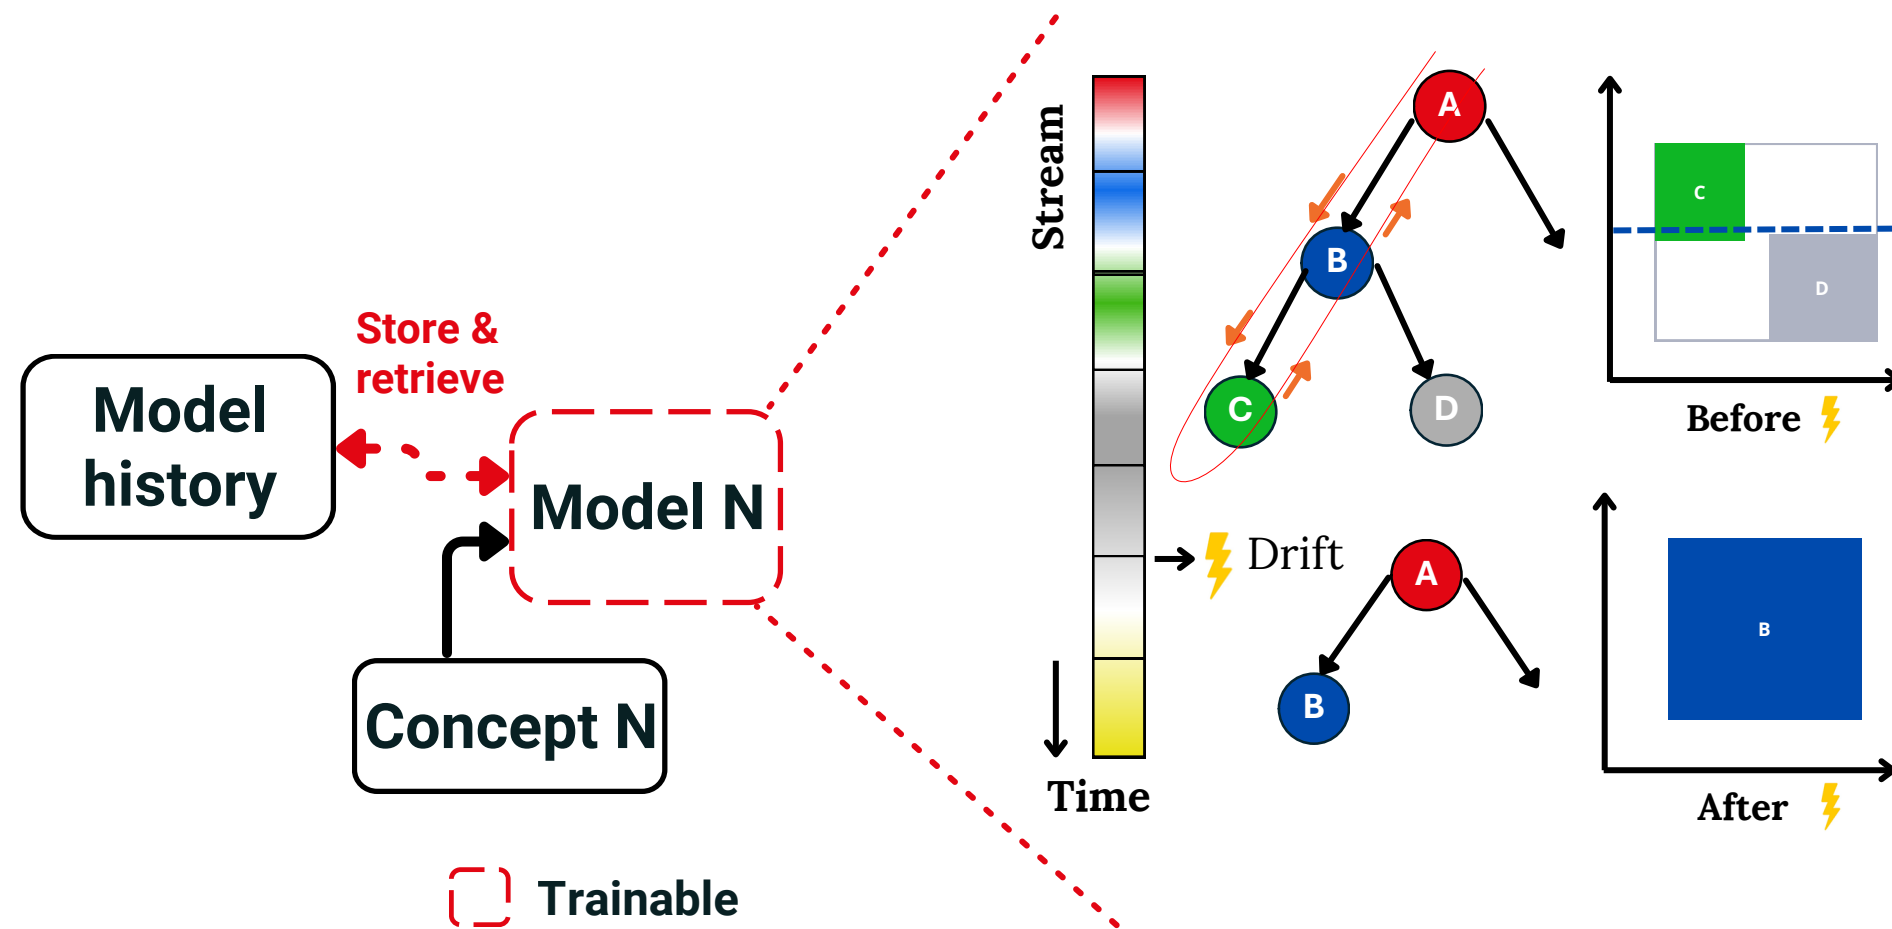 Store &
retrieve
Model
history
Model N
Concept N
Trainable
Stream
Time
Drift
A
B
C
D
C
D
Before
A
B
B
After